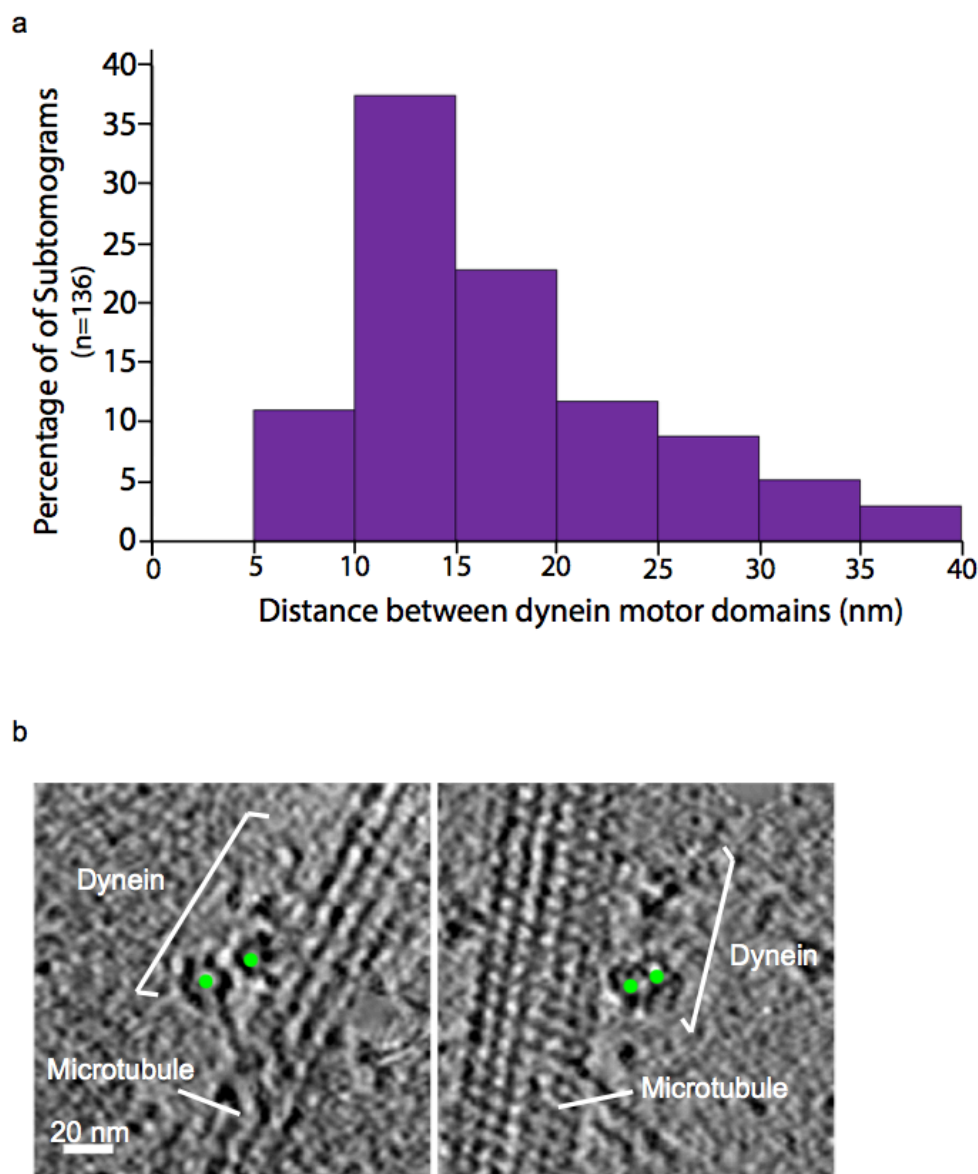 a
40
35
30
25
20
15
10
5
0
Percentage of of Subtomograms
(n=136)
0 5 10 15 20 25 30 35 40
Distance between dynein motor domains (nm)
b
Dynein
Dynein
Microtubule
Microtubule
20 nm